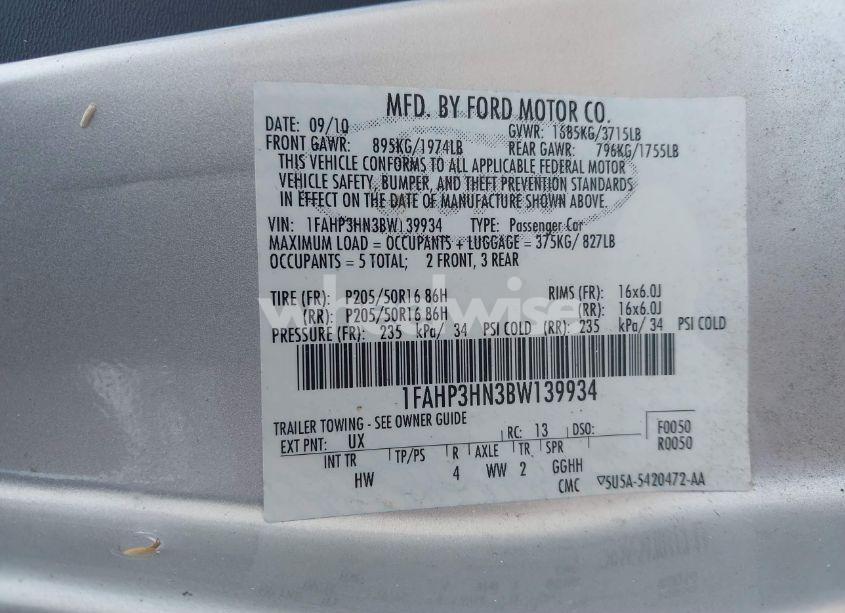 MFD. BY FORD MOTOR CO.
DATE: 09/10 GVWR: 1685KG/3715LB
FRONT GAWR: 895KG/1974LB REAR GAWR: 796KG/1755LB
THIS VEHICLE CONFORMS TO ALL APPLICABLE FEDERAL MOTOR
VEHICLE SAFETY, BUMPER, AND THEFT PREVENTION STANDARDS
IN EFFECT ON THE DATE OF MANUFACTURE SHOWN ABOVE.
VIN: 1FAHP3HN3BW139934 TYPE: Passenger Car
MAXIMUM LOAD = OCCUPANTS + LUGGAGE = 375KG/ 827LB
OCCUPANTS = 5 TOTAL; 2 FRONT, 3 REAR
TIRE (FR): P205/50R16 86H RIMS (FR): 16x6.0J
(RR): P205/50R16 86H (RR): 16x6.0J
PRESSURE (FR): 235 kPa/ 34 PSI COLD (RR): 235 kPa/ 34 PSI COLD
wheelwise
1FAHP3HN3BW139934
TRAILER TOWING - SEE OWNER GUIDE
EXT PNT: UX RC: 13 DSO: F0050
R0050
INT TR TP/PS R AXLE TR SPR
HW 4 WW 2 GGHH
CMC ▽5U5A-5420472-AA